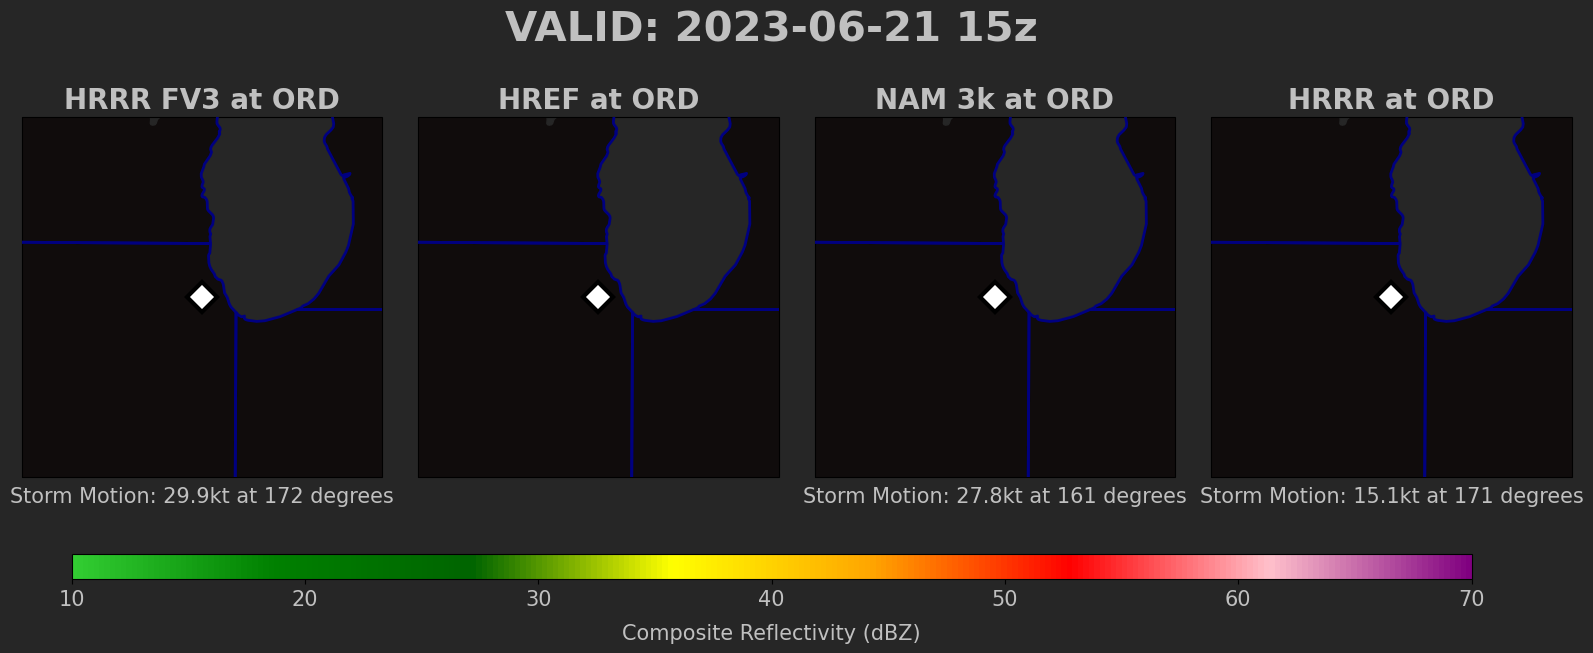 VALID: 2023-06-21 15z
HRRR FV3 at ORD
HREF at ORD
NAM 3k at ORD
HRRR at ORD
Storm Motion: 29.9kt at 172 degrees
Storm Motion: 27.8kt at 161 degrees
Storm Motion: 15.1kt at 171 degrees
10 20 30 40 50 60 70
Composite Reflectivity (dBZ)